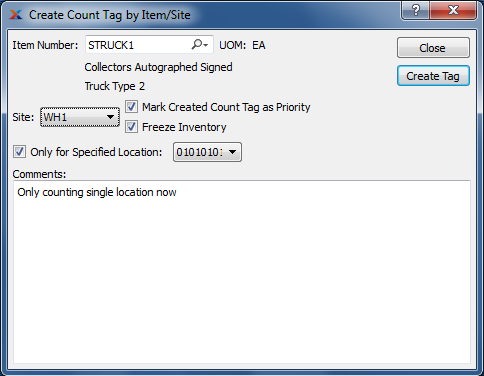 Create Count Tag by Item/Site
Item Number: STRUCK1 UOM: EA
Close
Collectors Autographed Signed
Create Tag
Truck Type 2
Site: WH1
Mark Created Count Tag as Priority
Freeze Inventory
Only for Specified Location:
Comments:
Only counting single location now